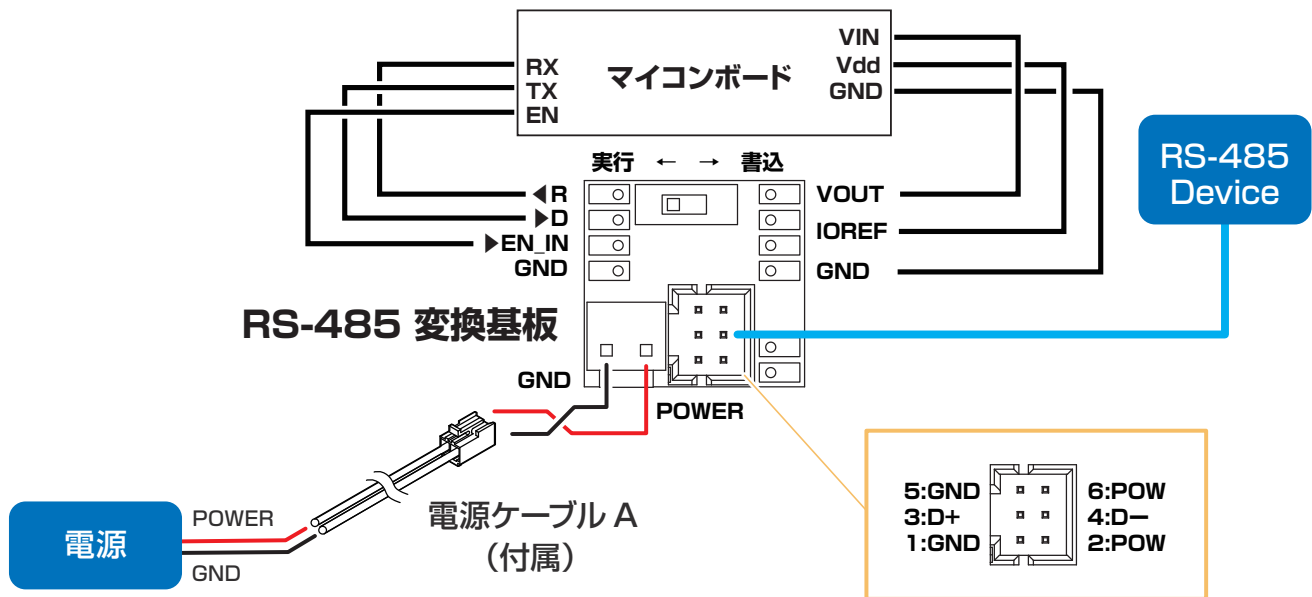 RX
TX
EN
マイコンボード
VIN
Vdd
GND
実行 ← → 書込
◀R
▶D
▶EN_IN
GND
VOUT
IOREF
GND
RS-485
Device
RS-485 変換基板
GND
POWER
電源
POWER
GND
電源ケーブル A
（付属）
5:GND
3:D+
1:GND
6:POW
4:D−
2:POW